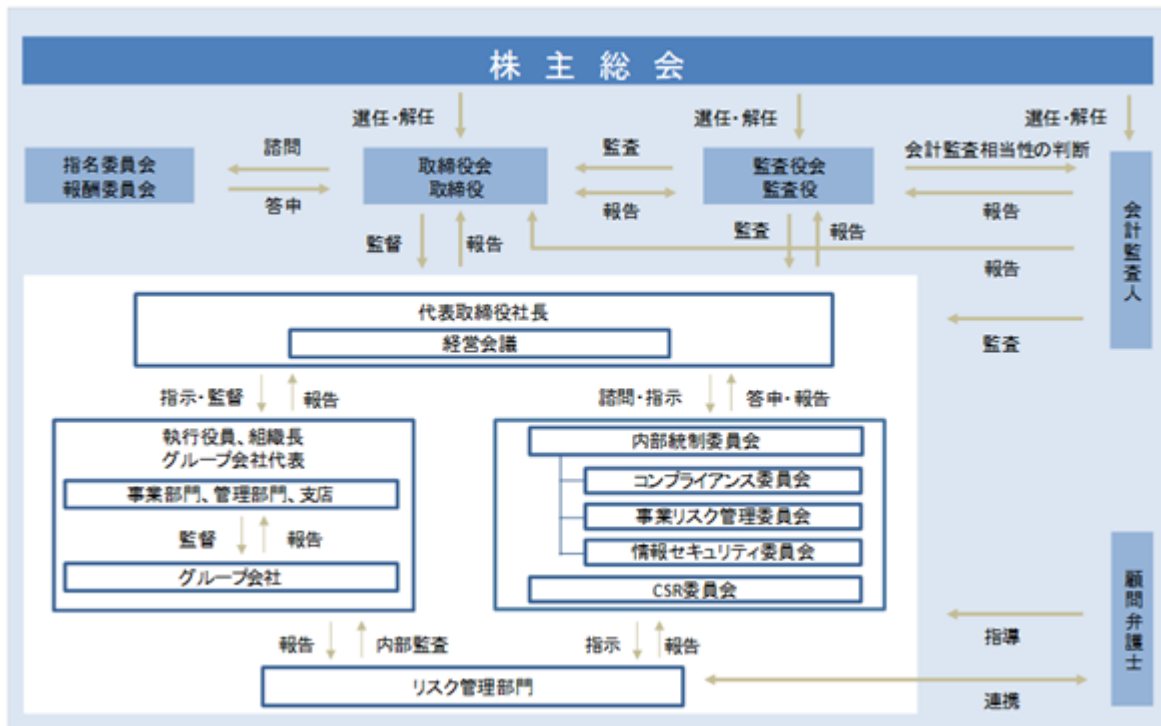 株主総会
選任・解任
選任・解任
選任・解任
指名委員会
報酬委員会
諮問
答申
取締役会
取締役
監査
報告
監査役会
監査役
会計監査相当性の判断
報告
会計監査人
監督
報告
監査
報告
報告
代表取締役社長
経営会議
監査
指示・監督
報告
諮問・指示
答申・報告
執行役員、組織長
グループ会社代表
事業部門、管理部門、支店
監督
報告
グループ会社
内部統制委員会
コンプライアンス委員会
事業リスク管理委員会
情報セキュリティ委員会
CSR委員会
顧問弁護士
報告
内部監査
指示
報告
指導
リスク管理部門
連携